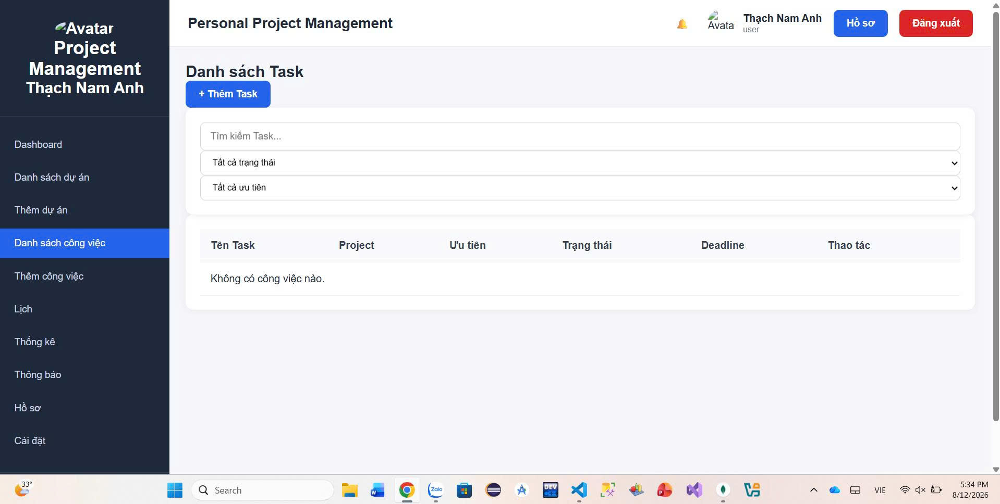 Avatar
Project
Management
Thạch Nam Anh
Dashboard
Danh sách dự án
Thêm dự án
Danh sách công việc
Thêm công việc
Lịch
Thống kê
Thông báo
Hồ sơ
Cài đặt
Personal Project Management
Avata
Thạch Nam Anh
user
Hồ sơ
Đăng xuất
Danh sách Task
+ Thêm Task
Tìm kiếm Task...
Tất cả trạng thái
Tất cả ưu tiên
Tên Task Project Ưu tiên Trạng thái Deadline Thao tác
Không có công việc nào.
33°
Search
W
Zalo
DEV
P
VIE
5:34 PM
8/12/2026